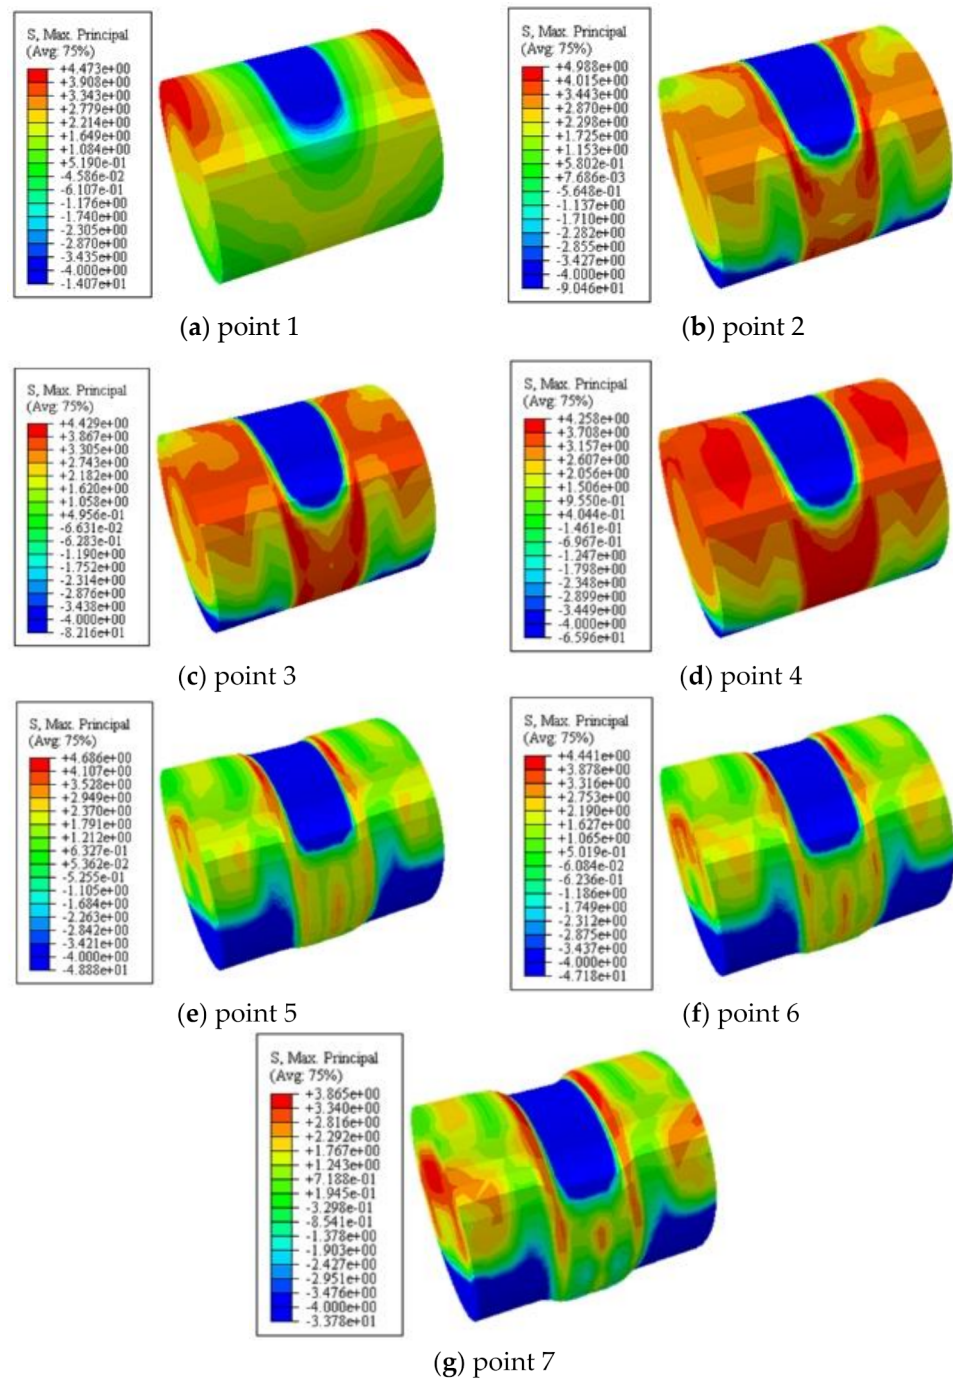 S, Max. Principal
(Avg: 75%)
+4.473e+00
+3.908e+00
+3.343e+00
+2.779e+00
+2.214e+00
+1.649e+00
+1.084e+00
+5.190e-01
-4.586e-02
-6.107e-01
-1.176e+00
-1.740e+00
-2.305e+00
-2.870e+00
-3.435e+00
-4.000e+00
-1.407e+01
(a) point 1
S, Max. Principal
(Avg: 75%)
+4.988e+00
+4.015e+00
+3.443e+00
+2.870e+00
+2.298e+00
+1.725e+00
+1.153e+00
+5.802e-01
+7.686e-03
-5.648e-01
-1.137e+00
-1.710e+00
-2.282e+00
-2.855e+00
-3.427e+00
-4.000e+00
-9.046e+01
(b) point 2
S, Max. Principal
(Avg: 75%)
+4.429e+00
+3.867e+00
+3.305e+00
+2.743e+00
+2.182e+00
+1.620e+00
+1.058e+00
+4.956e-01
-6.631e-02
-6.283e-01
-1.190e+00
-1.752e+00
-2.314e+00
-2.876e+00
-3.438e+00
-4.000e+00
-8.216e+01
(c) point 3
S, Max. Principal
(Avg: 75%)
+4.258e+00
+3.708e+00
+3.157e+00
+2.607e+00
+2.056e+00
+1.506e+00
+9.550e-01
+4.044e-01
-1.461e-01
-6.967e-01
-1.247e+00
-1.798e+00
-2.348e+00
-2.899e+00
-3.449e+00
-4.000e+00
-6.596e+01
(d) point 4
S, Max. Principal
(Avg: 75%)
+4.686e+00
+4.107e+00
+3.528e+00
+2.949e+00
+2.370e+00
+1.791e+00
+1.212e+00
+6.327e-01
+5.362e-02
-5.255e-01
-1.105e+00
-1.684e+00
-2.263e+00
-2.842e+00
-3.421e+00
-4.000e+00
-4.888e+01
(e) point 5
S, Max. Principal
(Avg: 75%)
+4.441e+00
+3.878e+00
+3.316e+00
+2.753e+00
+2.190e+00
+1.627e+00
+1.065e+00
+5.019e-01
-6.084e-02
-6.236e-01
-1.186e+00
-1.749e+00
-2.312e+00
-2.875e+00
-3.437e+00
-4.000e+00
-4.718e+01
(f) point 6
S, Max. Principal
(Avg: 75%)
+3.865e+00
+3.340e+00
+2.816e+00
+2.292e+00
+1.767e+00
+1.243e+00
+7.188e-01
+1.945e-01
-3.298e-01
-8.541e-01
-1.378e+00
-1.903e+00
-2.427e+00
-2.951e+00
-3.476e+00
-4.000e+00
-3.378e+01
(g) point 7